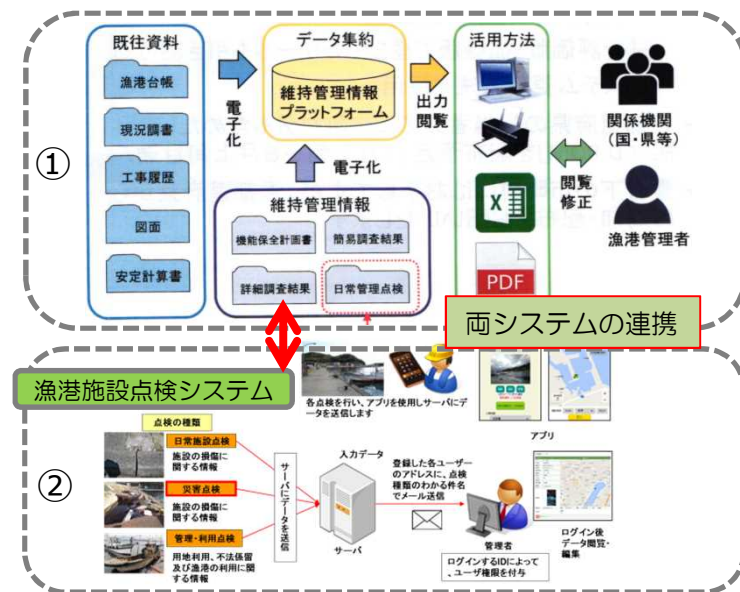 ①
既往資料
漁港台帳
現況調書
工事履歴
図面
安定計算書
電子化
データ集約
維持管理情報
プラットフォーム
電子化
維持管理情報
機能保全計画書
簡易調査結果
詳細調査結果
日常管理点検
出力
閲覧
活用方法
X
PDF
閲覧
修正
関係機関
(国・県等)
漁港管理者
両システムの連携
②
漁港施設点検システム
各点検を行い、アプリを使用しサーバにデ
ータを送信します
アプリ
点検の種類
日常施設点検
施設の損傷に
関する情報
災害点検
施設の損傷に
関する情報
管理・利用点検
用地利用、不法係留
及び漁港の利用に関
する情報
サーバにデータを送信
入力データ
サーバ
登録した各ユーザー
のアドレスに、点検
種類のわかる件名
でメール送信
管理者
ログインするIDによって
、ユーザ権限を付与
ログイン後
データ閲覧・
編集